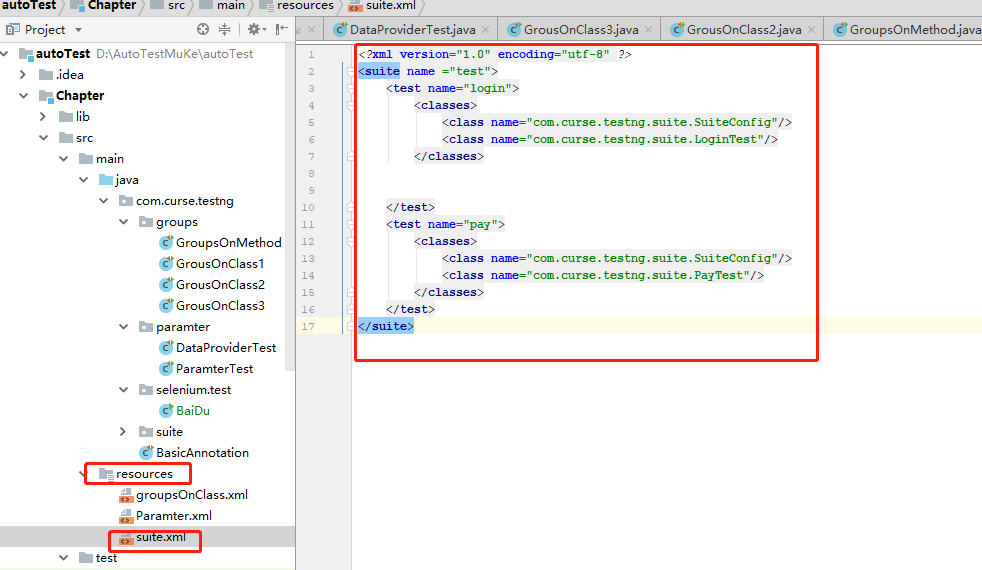 autoTest Chapter src main resources suite.xml
Project
DataProviderTest.java GrousOnClass3.java GrousOnClass2.java GroupsOnMethod.java
autoTest D:\AutoTestMuKe\autoTest
.idea
Chapter
lib
src
main
java
com.curse.testng
groups
GroupsOnMethod
GrousOnClass1
GrousOnClass2
GrousOnClass3
paramter
DataProviderTest
ParamterTest
selenium.test
BaiDu
suite
BasicAnnotation
resources
groupsOnClass.xml
Paramter.xml
suite.xml
test
1 <?xml version="1.0" encoding="utf-8" ?>
2 <suite name ="test">
3 <test name="login">
4 <classes>
5 <class name="com.curse.testng.suite.SuiteConfig"/>
6 <class name="com.curse.testng.suite.LoginTest"/>
7 </classes>
8
9
10 </test>
11 <test name="pay">
12 <classes>
13 <class name="com.curse.testng.suite.SuiteConfig"/>
14 <class name="com.curse.testng.suite.PayTest"/>
15 </classes>
16 </test>
17 </suite>